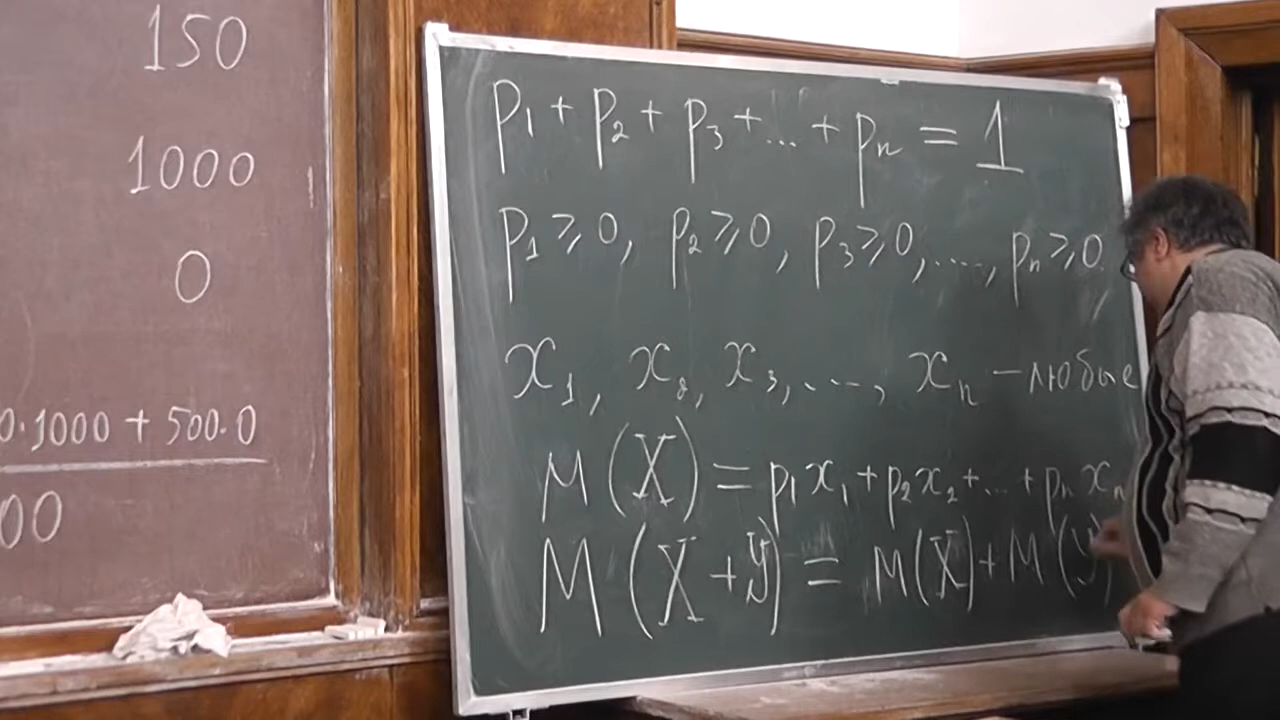 150
1000
0
0·1000 + 500·0
00
p₁ + p₂ + p₃ + ... + pₙ = 1
p₁ ⩾ 0, p₂ ⩾ 0, p₃ ⩾ 0, ...., pₙ ⩾ 0
x₁, x₂, x₃, ..., xₙ – любые
M(X) = p₁x₁ + p₂x₂ + ... + pₙxₙ
M(X + Y) = M(X) + M(Y)